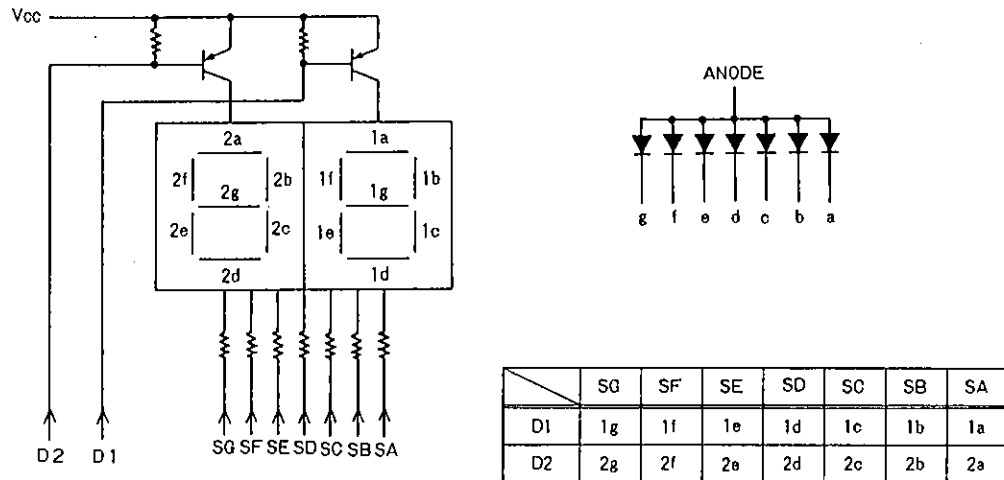 Vcc
2a 1a
2f 2b 1f 1b
2g 1g
2e 2c 1e 1c
2d 1d
D2 D1 SG SF SE SD SC SB SA
ANODE
g f e d c b a
SG SF SE SD SC SB SA
D1 1g 1f 1e 1d 1c 1b 1a
D2 2g 2f 2e 2d 2c 2b 2a